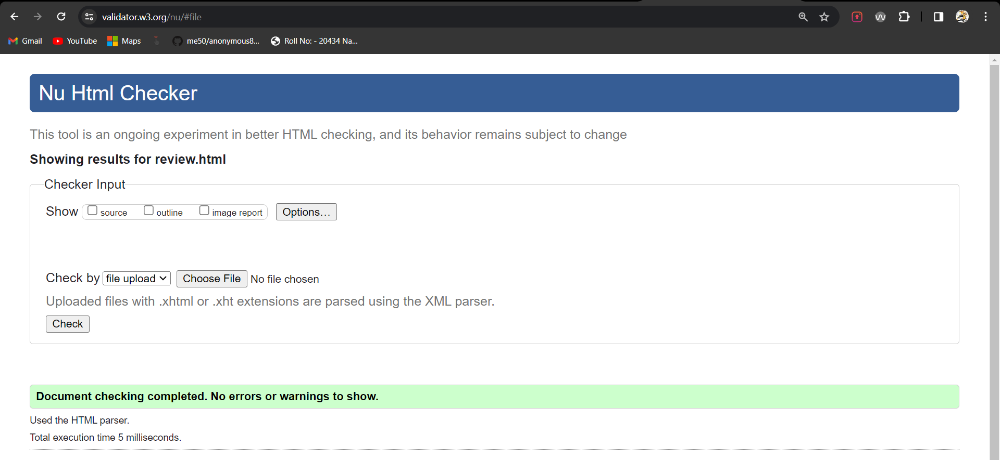 validator.w3.org/nu/#file
Gmail YouTube Maps me50/anonymous8... Roll No: - 20434 Na...
Nu Html Checker
This tool is an ongoing experiment in better HTML checking, and its behavior remains subject to change
Showing results for review.html
Checker Input
Show source outline image report Options…
Check by file upload Choose File No file chosen
Uploaded files with .xhtml or .xht extensions are parsed using the XML parser.
Check
Document checking completed. No errors or warnings to show.
Used the HTML parser.
Total execution time 5 milliseconds.